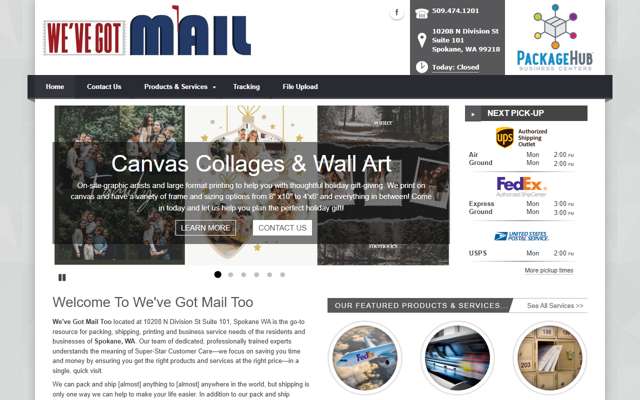 WE'VE GOT MAIL
509.474.1201
10208 N Division St
Suite 101
Spokane, WA 99218
Today: Closed
PACKAGEHUB
BUSINESS CENTERS
Home
Contact Us
Products & Services
Tracking
File Upload
winter
Canvas Collages & Wall Art
On-site graphic artists and large format printing to help you with thoughtful holiday gift-giving. We print on
canvas and have a variety of frame and sizing options from 8" x10" to 4'x6' and everything in between! Come
in today and let us help you plan the perfect holiday gift!
LEARN MORE
CONTACT US
memories
NEXT PICK-UP
ups
Authorized
Shipping
Outlet
Air Mon 2:00 PM
Ground Mon 2:00 PM
FedEx
Authorized ShipCenter
Express Mon 3:00 PM
Ground Mon 3:00 PM
UNITED STATES
POSTAL SERVICE
USPS Mon 2:00 PM
More pickup times
Welcome To We've Got Mail Too
We've Got Mail Too located at 10208 N Division St Suite 101, Spokane WA is the go-to
resource for packing, shipping, printing and business service needs of the residents and
businesses of Spokane, WA. Our team of dedicated, professionally trained experts
understands the meaning of Super-Star Customer Care—we focus on saving you time
and money by ensuring you get the right products and services at the right price—in a
single, quick visit.
We can pack and ship [almost] anything to [almost] anywhere in the world, but shipping is
only one way we can help to make your life easier. In addition to our pack and ship
OUR FEATURED PRODUCTS & SERVICES...
See All Services >>
FedEx
200
203